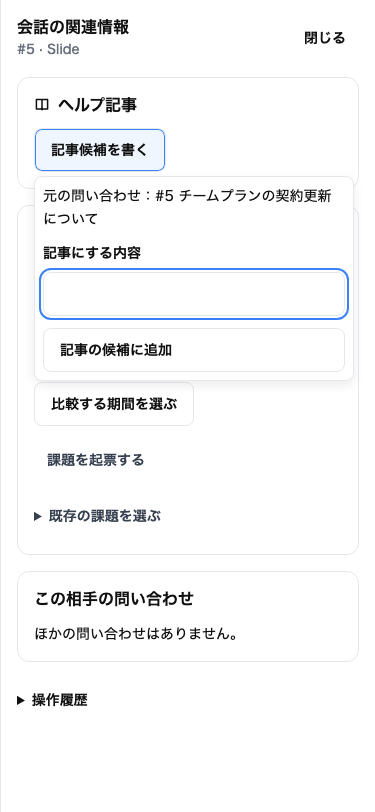 会話の関連情報
#5 · Slide
閉じる
ヘルプ記事
記事候補を書く
元の問い合わせ：#5 チームプランの契約更新
について
記事にする内容
記事の候補に追加
比較する期間を選ぶ
課題を起票する
▶ 既存の課題を選ぶ
この相手の問い合わせ
ほかの問い合わせはありません。
▶ 操作履歴